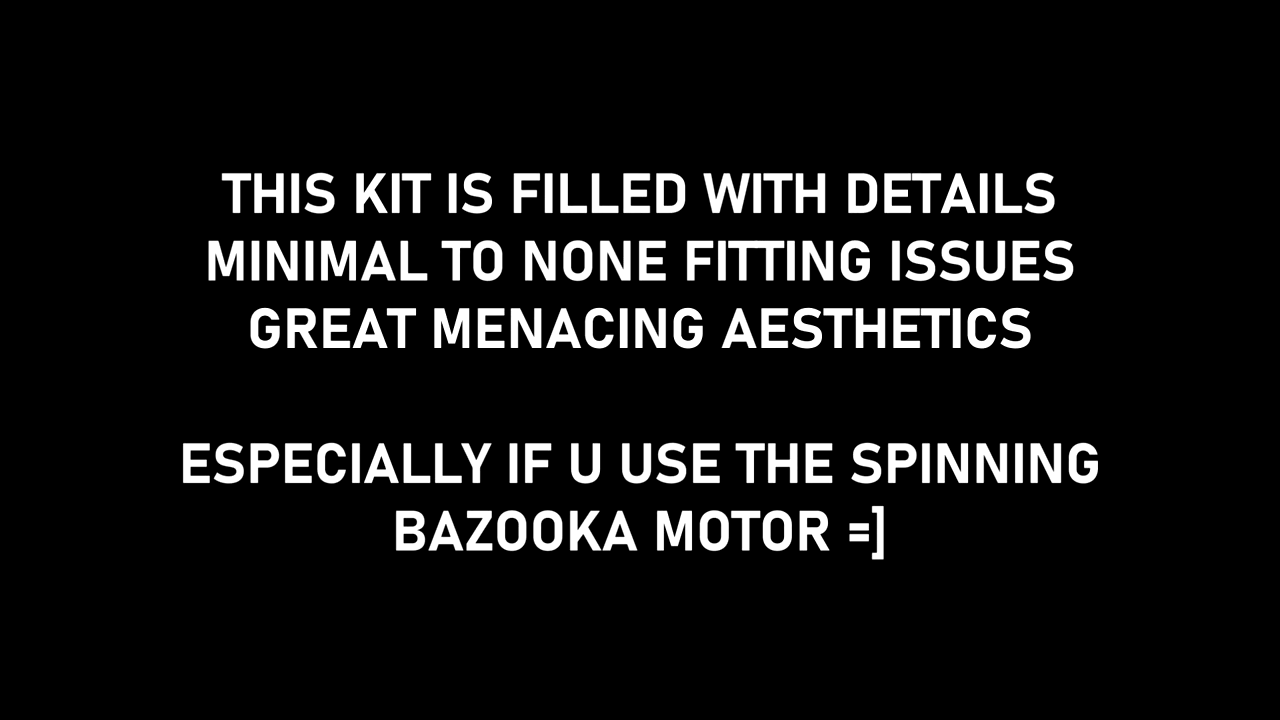 THIS KIT IS FILLED WITH DETAILS
MINIMAL TO NONE FITTING ISSUES
GREAT MENACING AESTHETICS
ESPECIALLY IF U USE THE SPINNING
BAZOOKA MOTOR =]